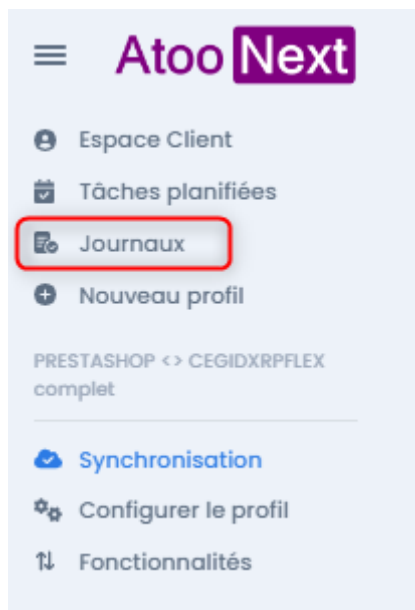 Atoo Next
Espace Client
Tâches planifiées
Journaux
Nouveau profil
PRESTASHOP <> CEGIDXRPFLEX
complet
Synchronisation
Configurer le profil
Fonctionnalités